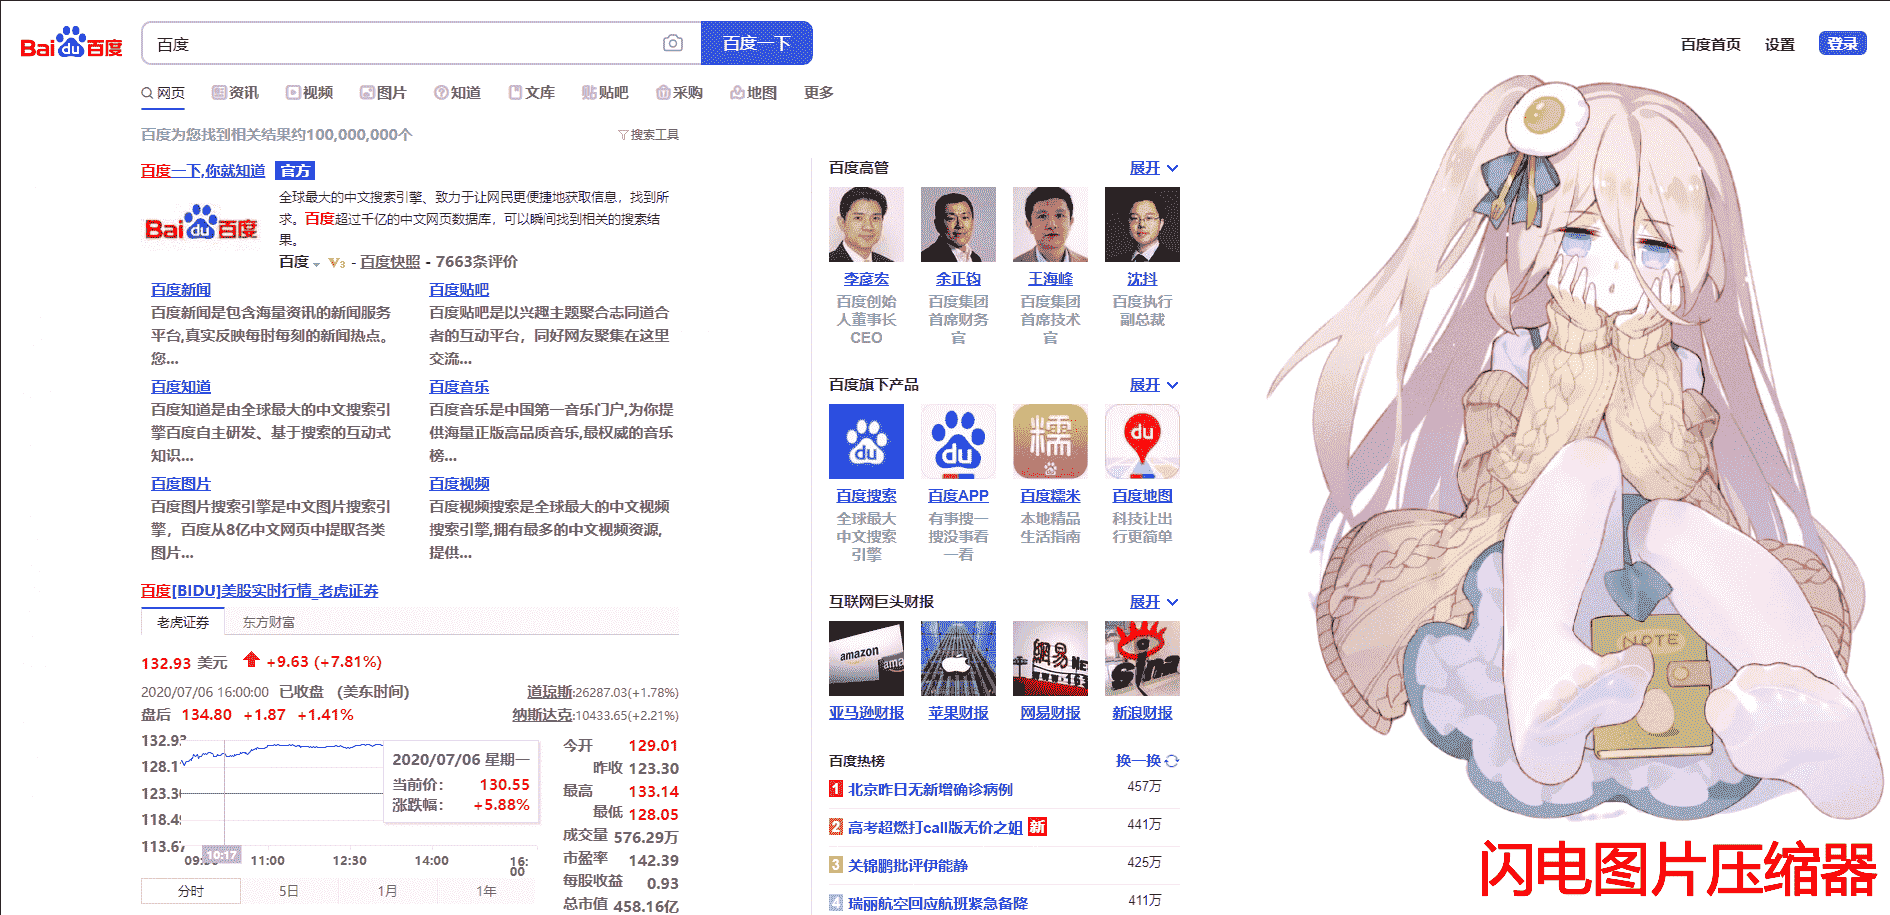 Bai du 百度
百度
百度一下
百度首页 设置 登录
网页 资讯 视频 图片 知道 文库 贴吧 采购 地图 更多
百度为您找到相关结果约100,000,000个
搜索工具
百度一下,你就知道 官方
Bai du 百度
全球最大的中文搜索引擎、致力于让网民更便捷地获取信息，找到所
求。百度超过千亿的中文网页数据库，可以瞬间找到相关的搜索结
果。
百度 V3 - 百度快照 - 7663条评价
百度新闻
百度新闻是包含海量资讯的新闻服务
平台,真实反映每时每刻的新闻热点。
您...
百度贴吧
百度贴吧是以兴趣主题聚合志同道合
者的互动平台，同好网友聚集在这里
交流...
百度知道
百度知道是由全球最大的中文搜索引
擎百度自主研发、基于搜索的互动式
知识...
百度音乐
百度音乐是中国第一音乐门户,为你提
供海量正版高品质音乐,最权威的音乐
榜...
百度图片
百度图片搜索引擎是中文图片搜索引
擎，百度从8亿中文网页中提取各类
图片...
百度视频
百度视频搜索是全球最大的中文视频
搜索引擎,拥有最多的中文视频资源,
提供...
百度[BIDU]美股实时行情_老虎证券
老虎证券 东方财富
132.93 美元 +9.63 (+7.81%)
2020/07/06 16:00:00 已收盘 (美东时间)
道琼斯:26287.03(+1.78%)
盘后 134.80 +1.87 +1.41%
纳斯达克:10433.65(+2.21%)
132.93
128.1
123.3
118.4
113.67
2020/07/06 星期一
当前价: 130.55
涨跌幅: +5.88%
09: 10:17 11:00 12:30 14:00 16:
00
分时 5日 1月 1年
今开 129.01
昨收 123.30
最高 133.14
最低 128.05
成交量 576.29万
市盈率 142.39
每股收益 0.93
总市值 458.16亿
百度高管 展开
李彦宏
百度创始
人董事长
CEO
余正钧
百度集团
首席财务
官
王海峰
百度集团
首席技术
官
沈抖
百度执行
副总裁
百度旗下产品 展开
du
du
糯
du
百度搜索
全球最大
中文搜索
引擎
百度APP
有事搜一
搜没事看
一看
百度糯米
本地精品
生活指南
百度地图
科技让出
行更简单
互联网巨头财报 展开
amazon
ama
網易 NE
sina
亚马逊财报 苹果财报 网易财报 新浪财报
百度热榜 换一换
1 北京昨日无新增确诊病例 457万
2 高考超燃打call版无价之姐 新 441万
3 关锦鹏批评伊能静 425万
4 瑞丽航空回应航班紧急备降 411万
NOTE
闪电图片压缩器